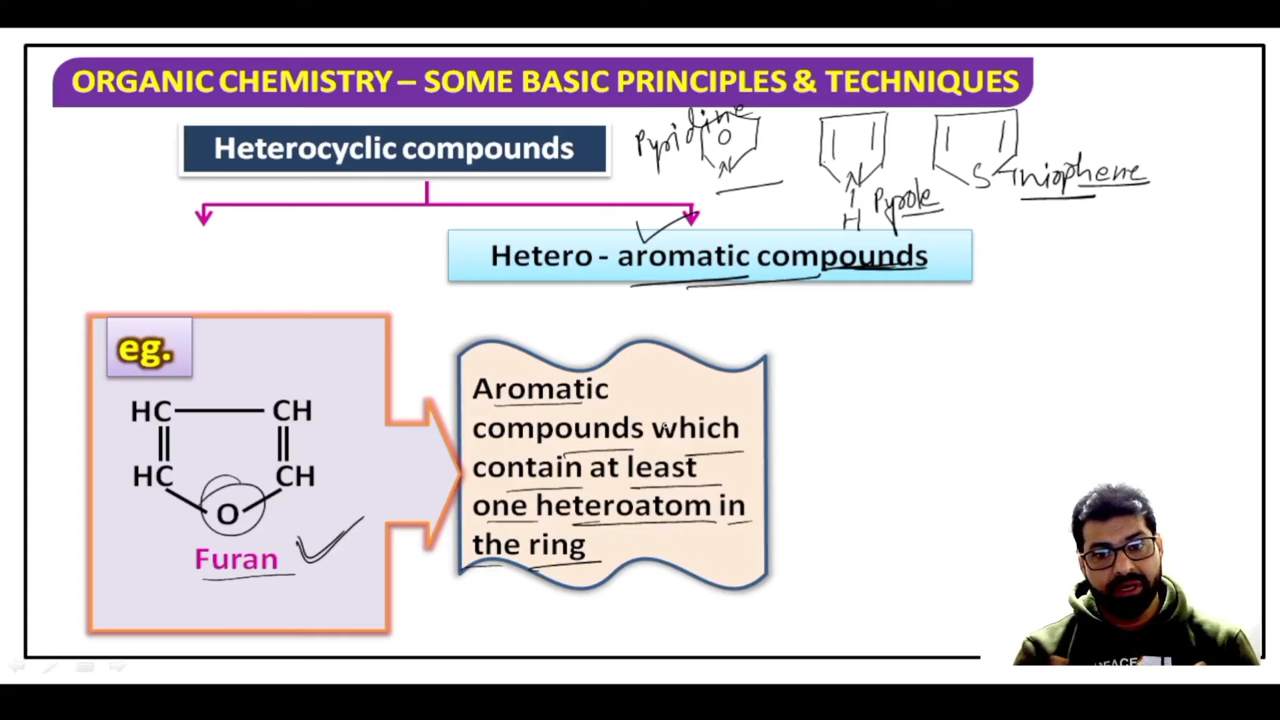 ORGANIC CHEMISTRY – SOME BASIC PRINCIPLES & TECHNIQUES
Heterocyclic compounds
Pyridine
N
N
H
Pyrole
S
Thiophene
Hetero - aromatic compounds
eg.
HC CH
HC CH
O
Furan
Aromatic
compounds which
contain at least
one heteroatom in
the ring